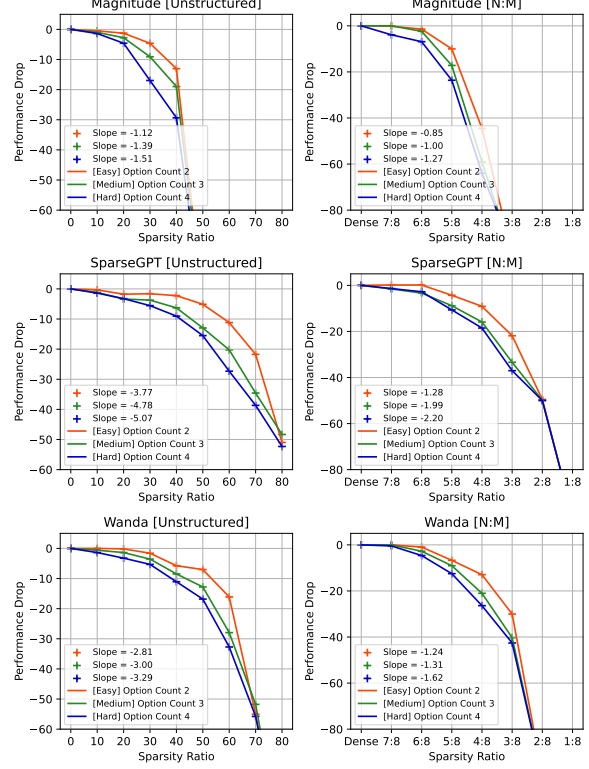 Magnitude [Unstructured]
Performance Drop
0
−10
−20
−30
−40
−50
−60
Slope = -1.12
Slope = -1.39
Slope = -1.51
[Easy] Option Count 2
[Medium] Option Count 3
[Hard] Option Count 4
0 10 20 30 40 50 60 70 80
Sparsity Ratio
Magnitude [N:M]
Performance Drop
0
−20
−40
−60
−80
Slope = -0.85
Slope = -1.00
Slope = -1.27
[Easy] Option Count 2
[Medium] Option Count 3
[Hard] Option Count 4
Dense 7:8 6:8 5:8 4:8 3:8 2:8 1:8
Sparsity Ratio
SparseGPT [Unstructured]
Performance Drop
0
−10
−20
−30
−40
−50
−60
Slope = -3.77
Slope = -4.78
Slope = -5.07
[Easy] Option Count 2
[Medium] Option Count 3
[Hard] Option Count 4
0 10 20 30 40 50 60 70 80
Sparsity Ratio
SparseGPT [N:M]
Performance Drop
0
−20
−40
−60
−80
Slope = -1.28
Slope = -1.99
Slope = -2.20
[Easy] Option Count 2
[Medium] Option Count 3
[Hard] Option Count 4
Dense 7:8 6:8 5:8 4:8 3:8 2:8 1:8
Sparsity Ratio
Wanda [Unstructured]
Performance Drop
0
−10
−20
−30
−40
−50
−60
Slope = -2.81
Slope = -3.00
Slope = -3.29
[Easy] Option Count 2
[Medium] Option Count 3
[Hard] Option Count 4
0 10 20 30 40 50 60 70 80
Sparsity Ratio
Wanda [N:M]
Performance Drop
0
−20
−40
−60
−80
Slope = -1.24
Slope = -1.31
Slope = -1.62
[Easy] Option Count 2
[Medium] Option Count 3
[Hard] Option Count 4
Dense 7:8 6:8 5:8 4:8 3:8 2:8 1:8
Sparsity Ratio